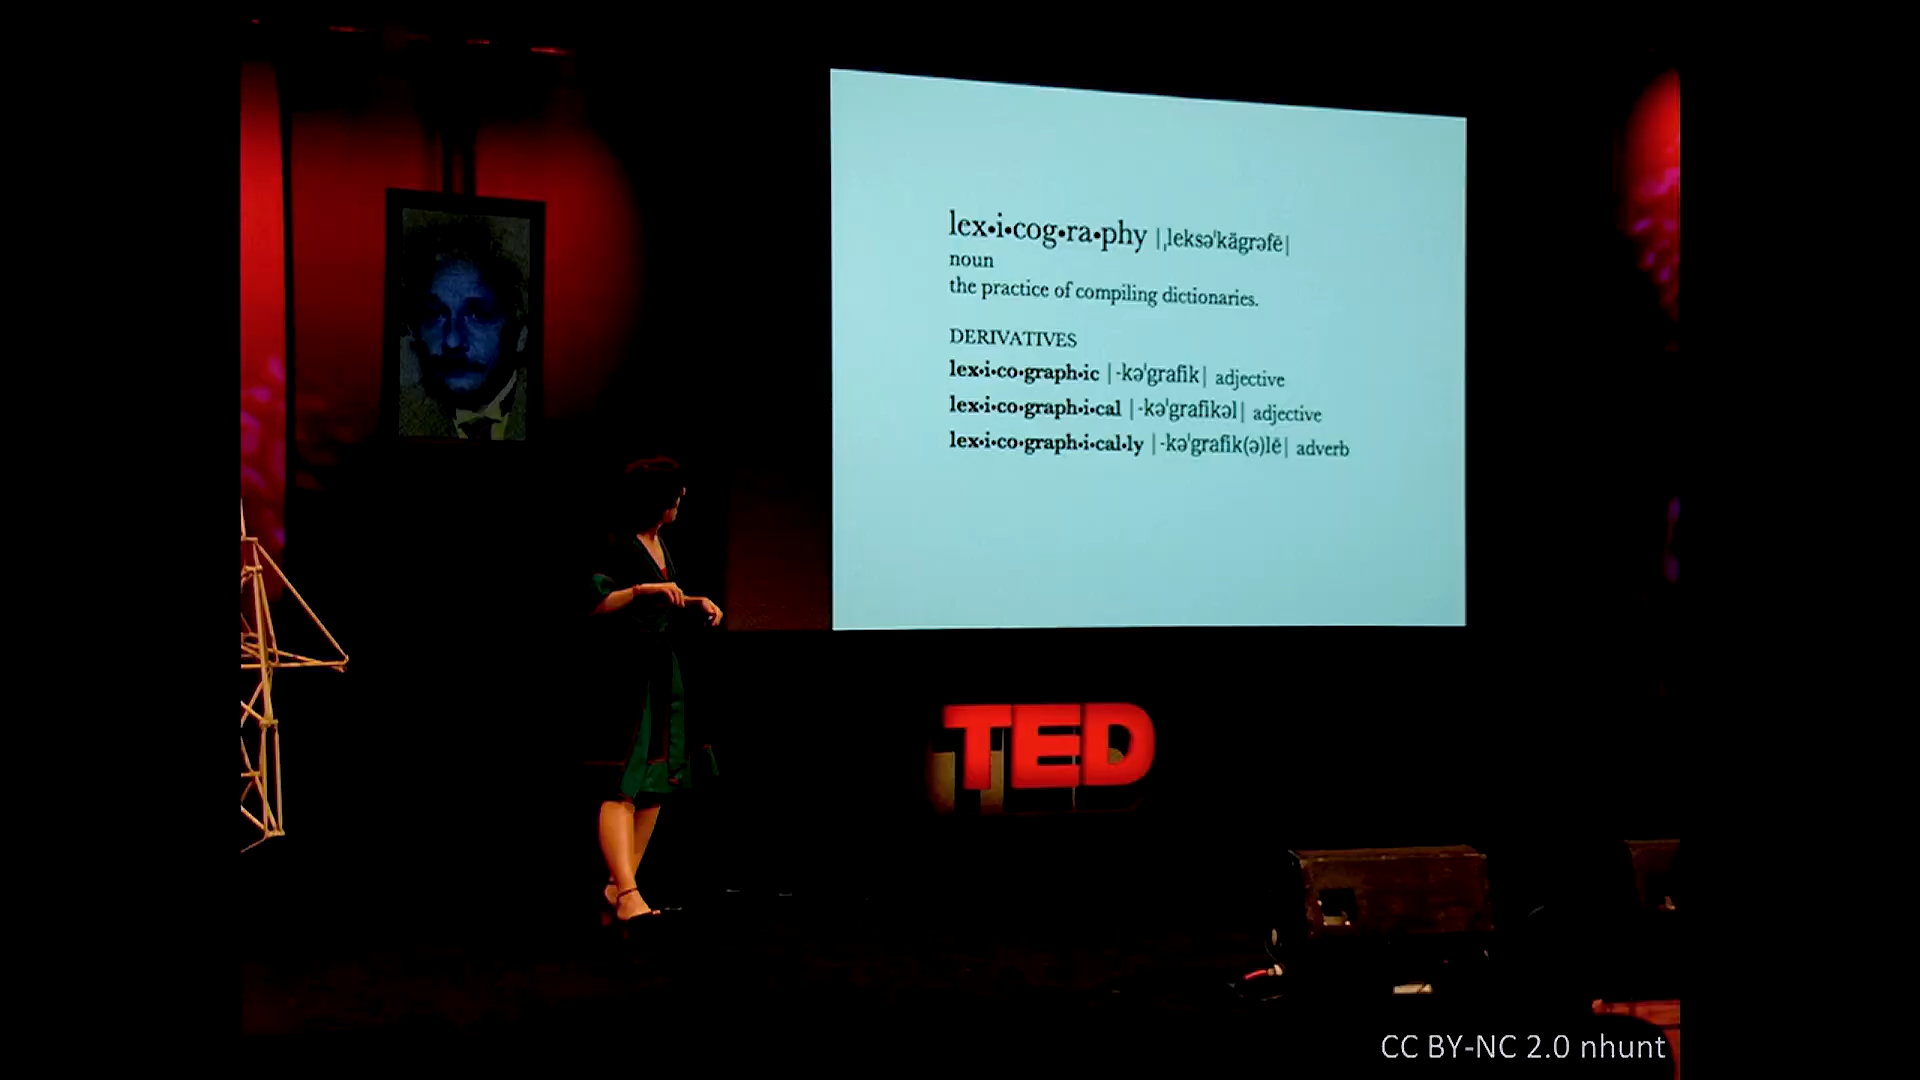 lex•i•cog•ra•phy |ˌleksəˈkägrəfē|
noun
the practice of compiling dictionaries.
DERIVATIVES
lex•i•co•graph•ic |-kəˈgrafik| adjective
lex•i•co•graph•i•cal |-kəˈgrafikəl| adjective
lex•i•co•graph•i•cal•ly |-kəˈgrafik(ə)lē| adverb
TED
CC BY-NC 2.0 nhunt